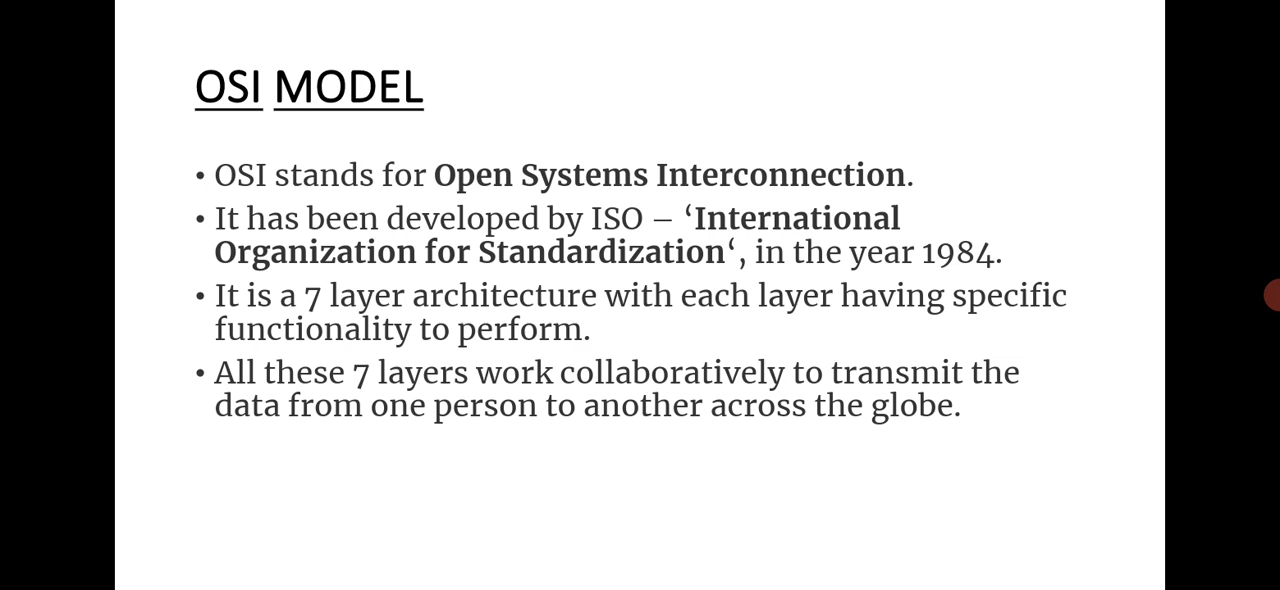 OSI MODEL
• OSI stands for Open Systems Interconnection.
• It has been developed by ISO – ‘International
Organization for Standardization‘, in the year 1984.
• It is a 7 layer architecture with each layer having specific
functionality to perform.
• All these 7 layers work collaboratively to transmit the
data from one person to another across the globe.